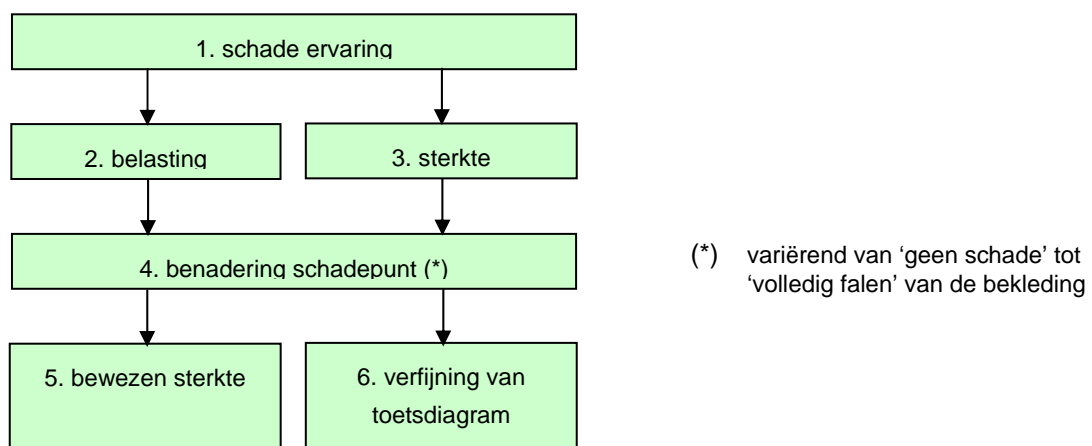 1. schade ervaring
2. belasting
3. sterkte
4. benadering schadepunt (*)
(*) variërend van ‘geen schade’ tot
‘volledig falen’ van de bekleding
5. bewezen sterkte
6. verfijning van
toetsdiagram